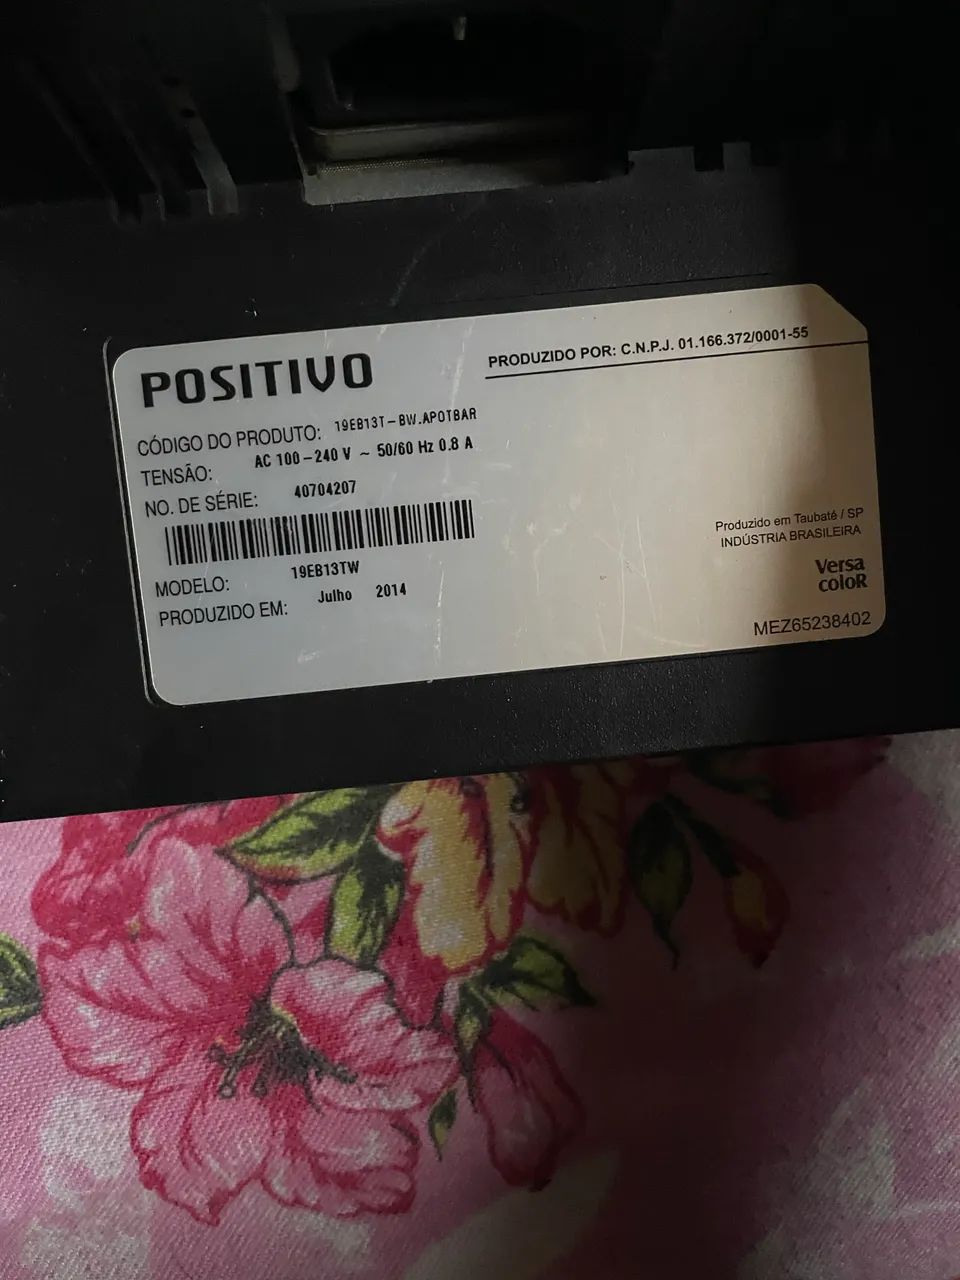 POSITIVO
PRODUZIDO POR: C.N.P.J. 01.166.372/0001-55
CÓDIGO DO PRODUTO: 19EB13T-BW.APOTBAR
TENSÃO: AC 100-240 V ~ 50/60 Hz 0.8 A
NO. DE SÉRIE: 40704207
MODELO: 19EB13TW
PRODUZIDO EM: Julho 2014
Produzido em Taubaté / SP
INDÚSTRIA BRASILEIRA
Versa
coloR
MEZ65238402